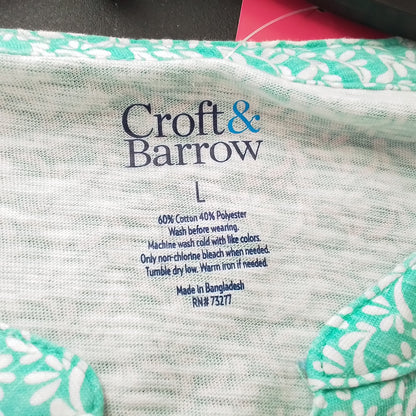 Croft&
Barrow
L
60% Cotton 40% Polyester
Wash before wearing.
Machine wash cold with like colors.
Only non-chlorine bleach when needed.
Tumble dry low. Warm iron if needed.
Made in Bangladesh
RN# 73277